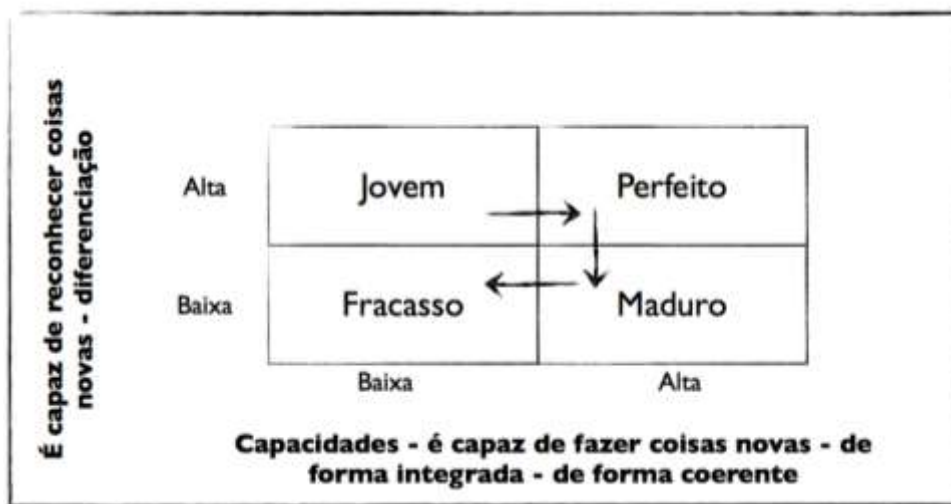 É capaz de reconhecer coisas
novas - diferenciação
Alta
Jovem
Perfeito
Baixa
Fracasso
Maduro
Baixa
Alta
Capacidades - é capaz de fazer coisas novas - de
forma integrada - de forma coerente